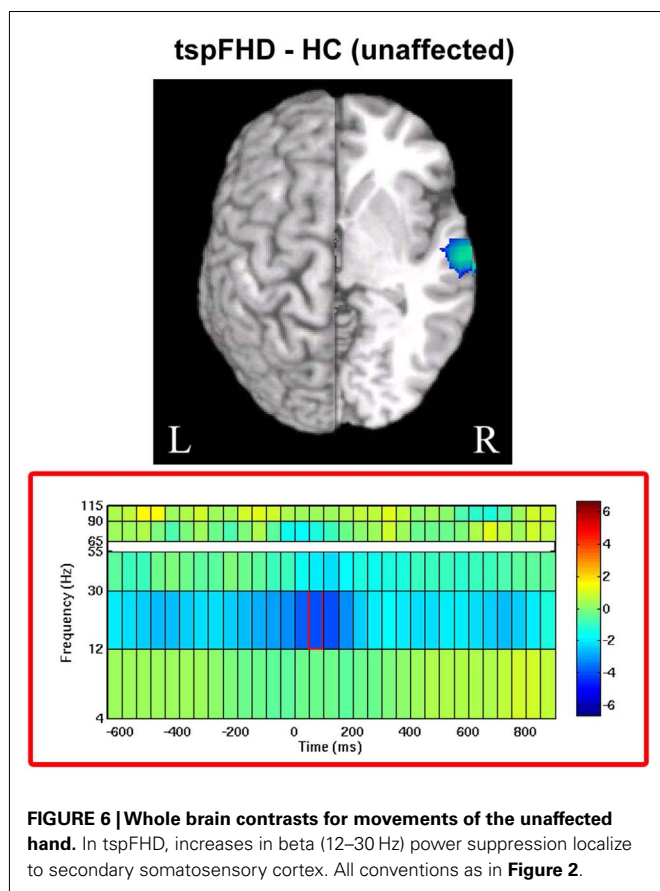 tspFHD - HC (unaffected)
L R
115
90
65
55
30
12
4
Frequency (Hz)
-600 -400 -200 0 200 400 600 800
Time (ms)
6
4
2
0
-2
-4
-6
FIGURE 6 | Whole brain contrasts for movements of the unaffected
hand. In tspFHD, increases in beta (12–30 Hz) power suppression localize
to secondary somatosensory cortex. All conventions as in Figure 2.